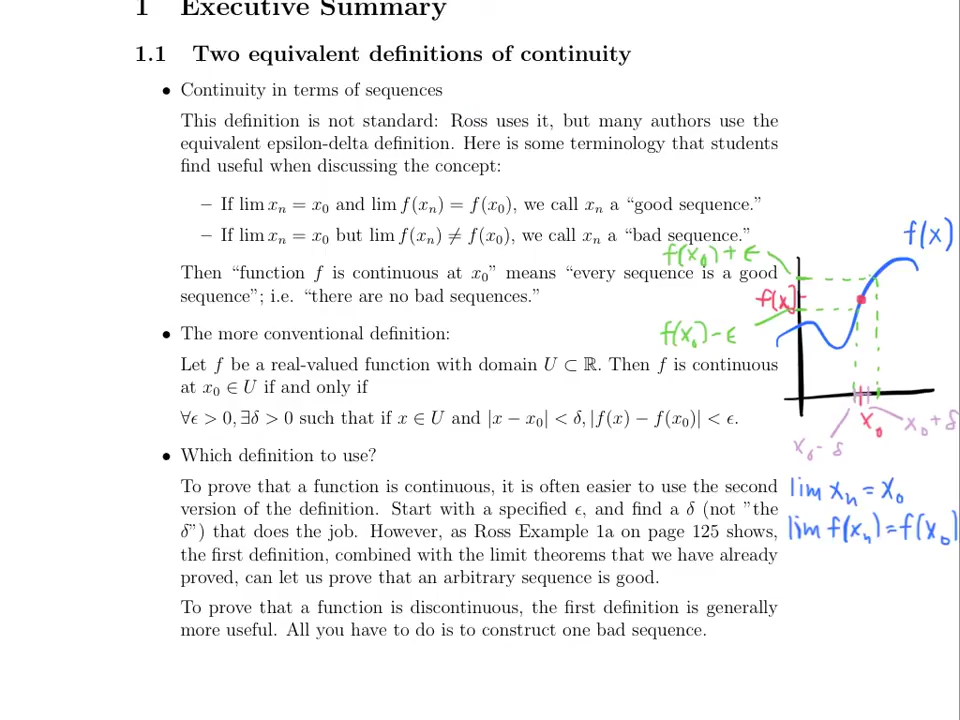 1 Executive Summary
1.1 Two equivalent definitions of continuity
• Continuity in terms of sequences
This definition is not standard: Ross uses it, but many authors use the
equivalent epsilon-delta definition. Here is some terminology that students
find useful when discussing the concept:
– If lim xₙ = x₀ and lim f(xₙ) = f(x₀), we call xₙ a “good sequence.”
– If lim xₙ = x₀ but lim f(xₙ) ≠ f(x₀), we call xₙ a “bad sequence.”
Then “function f is continuous at x₀” means “every sequence is a good
sequence”; i.e. “there are no bad sequences.”
• The more conventional definition:
Let f be a real-valued function with domain U ⊂ ℝ. Then f is continuous
at x₀ ∈ U if and only if
∀ϵ > 0, ∃δ > 0 such that if x ∈ U and |x − x₀| < δ, |f(x) − f(x₀)| < ϵ.
• Which definition to use?
To prove that a function is continuous, it is often easier to use the second
version of the definition. Start with a specified ϵ, and find a δ (not ”the
δ”) that does the job. However, as Ross Example 1a on page 125 shows,
the first definition, combined with the limit theorems that we have already
proved, can let us prove that an arbitrary sequence is good.
To prove that a function is discontinuous, the first definition is generally
more useful. All you have to do is to construct one bad sequence.
f(x)
f(x₀)+ϵ
f(x₀)
f(x₀)−ϵ
x₀
x₀+δ
x₀−δ
lim xₙ = x₀
lim f(xₙ)=f(x₀)